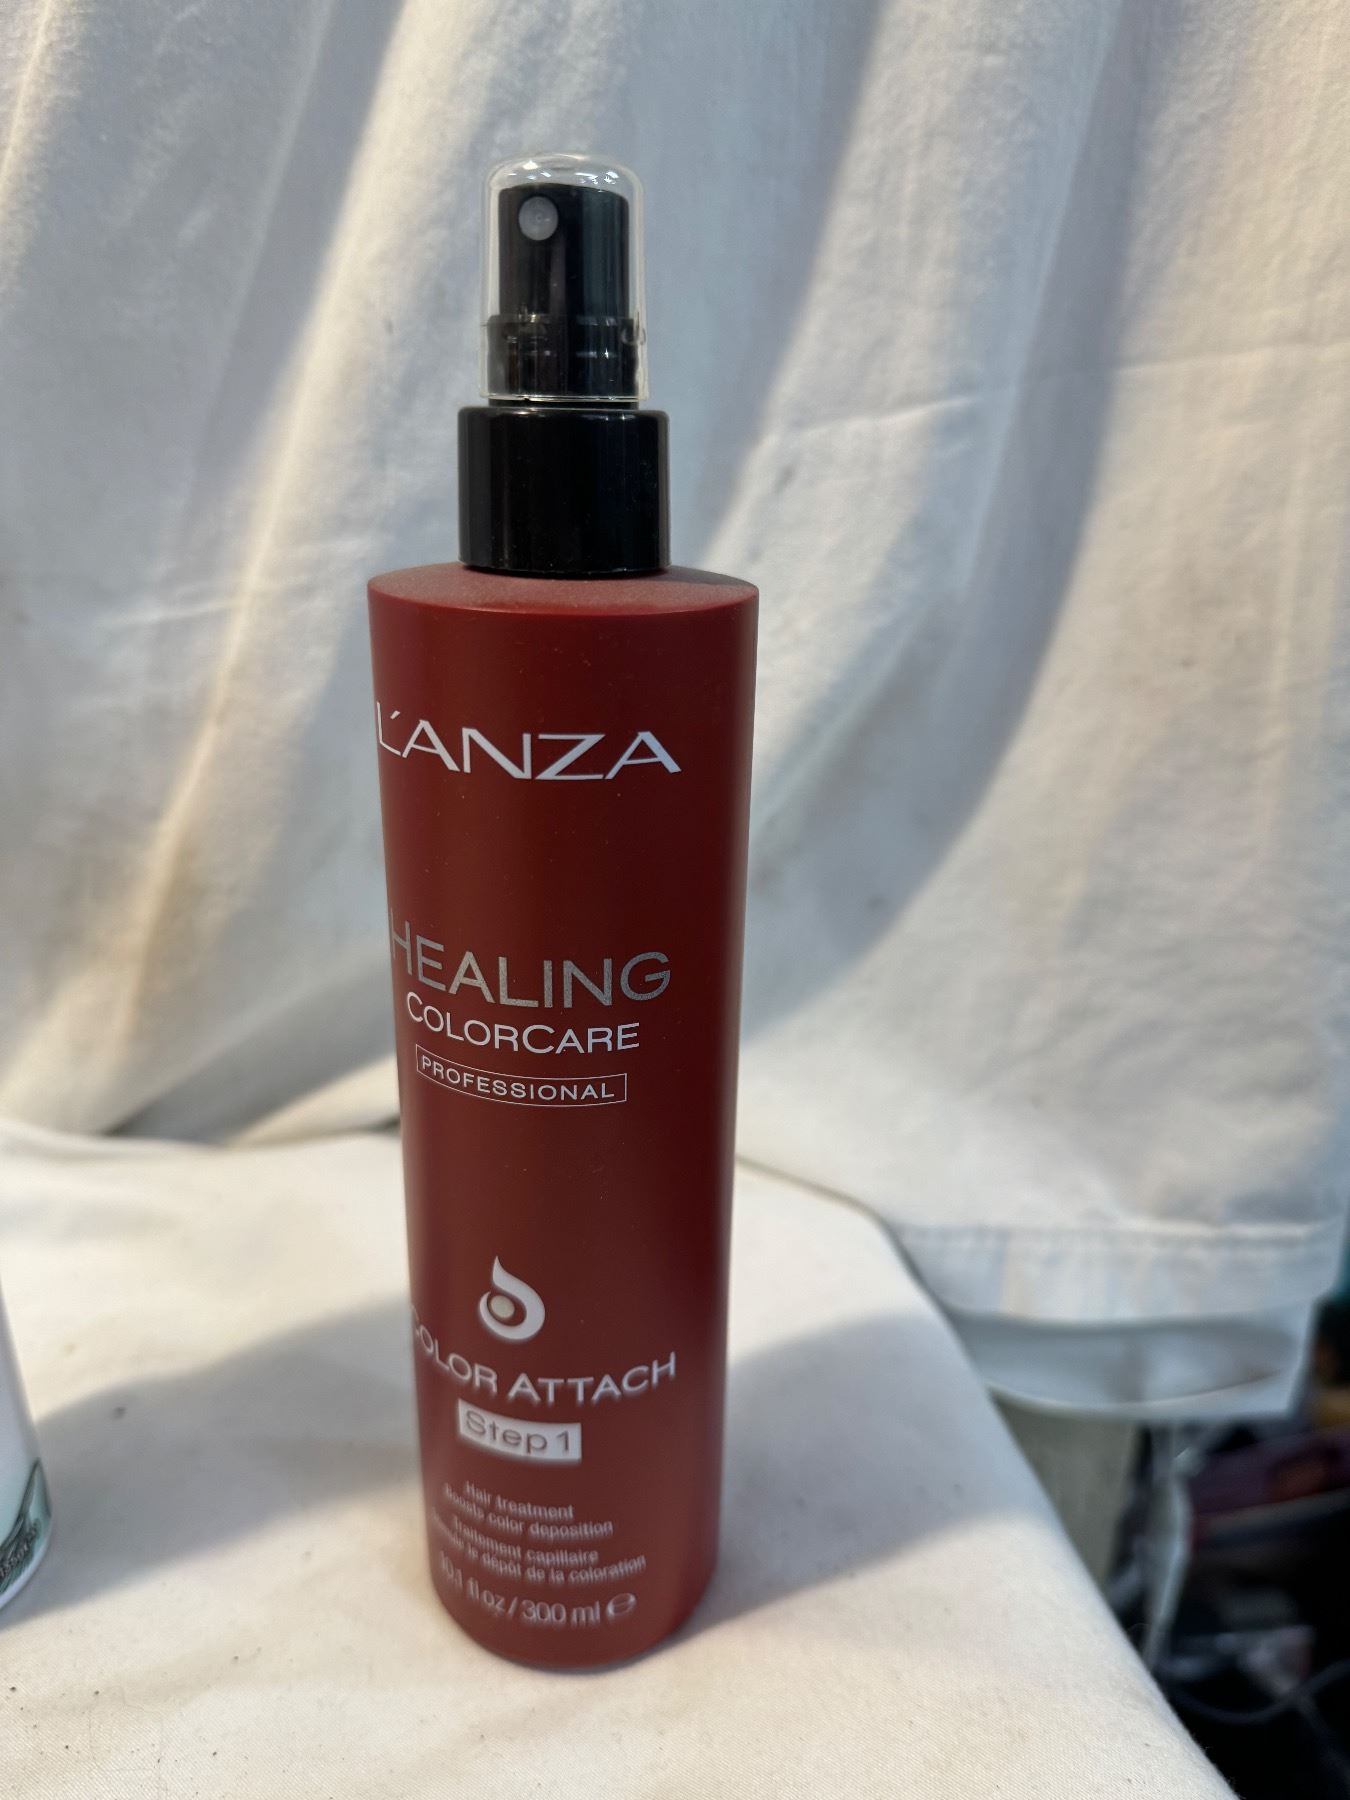 L'ANZA
HEALING
COLORCARE
PROFESSIONAL
COLOR ATTACH
Step 1
Hair treatment
Boosts color deposition
Traitement capillaire
le dépôt de la coloration
10.1 fl oz / 300 ml ℮